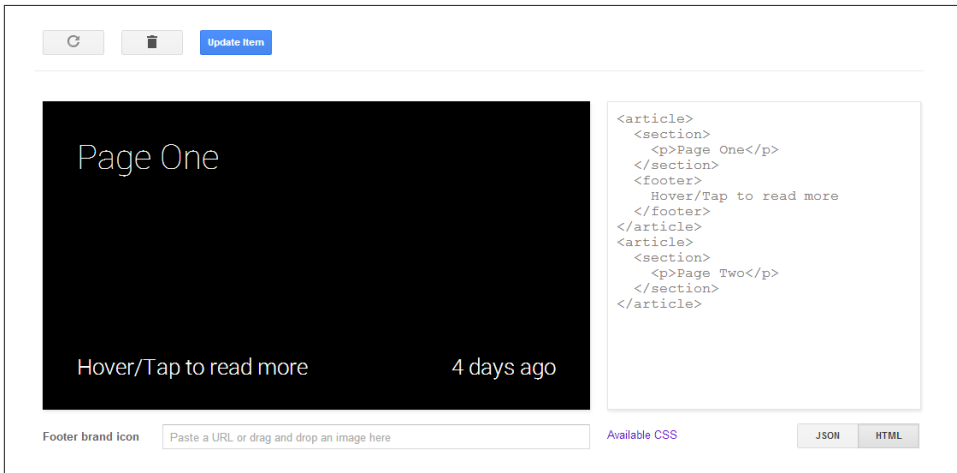 Update Item
Page One
Hover/Tap to read more 4 days ago
<article>
  <section>
    <p>Page One</p>
  </section>
  <footer>
    Hover/Tap to read more
  </footer>
</article>
<article>
  <section>
    <p>Page Two</p>
  </section>
</article>
Footer brand icon Paste a URL or drag and drop an image here Available CSS JSON HTML